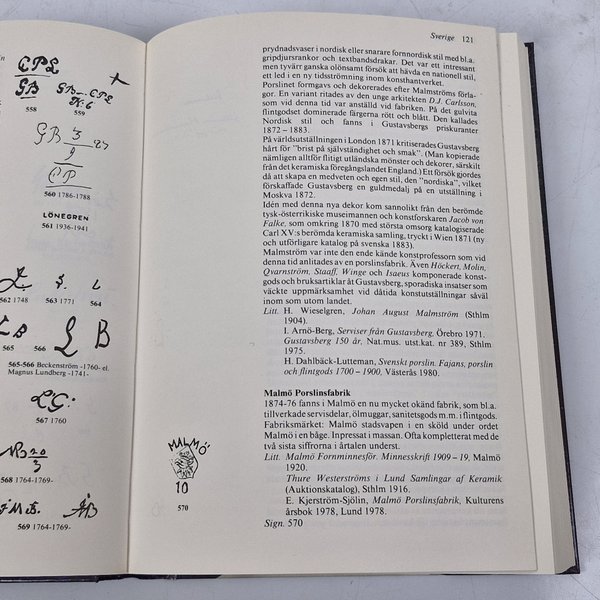 CPL
GB
558
GB-.CPL
K.6
559
GB 3
9
CP
560 1786-1788
LÖNEGREN
561 1936-1941
562 1748
563 1771
564
565
566
B
565-566 Beckenström -1760- el.
Magnus Lundberg -1741-
567 1760
568 1764-1769-
569 1764-1769-
Sverige 121
prydnadsvaser i nordisk eller snarare fornnordisk stil med bl.a.
gripdjursrankor och textbandsdrakar. Det var ett intressant
men tyvärr ganska olönsamt försök att hävda en nationell stil,
ett led i en ny tidsströmning inom konsthantverket.
Porslinet formgavs och dekorerades efter Malmströms förla-
gor. En variant ritades av den unge arkitekten D.J. Carlsson,
som vid denna tid var anställd vid fabriken. På det gulvita
flintgodset dominerade färgerna rött och blått. Den kallades
Nordisk stil och fanns i Gustavsbergs priskuranter
1872 – 1883.
På världsutställningen i London 1871 kritiserades Gustavsberg
hårt för "brist på självständighet och smak". (Man kopierade
nämligen alltför flitigt utländska mönster och dekorer, särskilt
från det keramiska föregångslandet England.) Ett första försök
då att skapa en medveten och egen stil, den "nordiska", vilket
förskaffade Gustavsberg en guldmedalj på en utställning i
Moskva 1872.
Idén med denna nya dekor kom sannolikt från den berömde
tysk-österrikiske museimannen och konstforskaren Jacob von
Falke, som omkring 1870 med största omsorg katalogiserade
Carl XV:s berömda keramiska samling, tryckt i Wien 1871 (ny
och utförligare katalog på svenska 1883).
Malmström var inte den ende kände konstprofessorn som vid
denna tid anlitades av en porslinsfabrik. Även Höckert, Molin,
Qvarnström, Staaff, Winge och Isaeus komponerade konst-
gods och bruksartiklar åt Gustavsberg, sporadiska insatser som
väckte uppmärksamhet vid dåtida konstutställningar såväl
inom som utom landet.
Litt. H. Wieselgren, Johan August Malmström (Sthlm
1904).
I. Arnö-Berg, Serviser från Gustavsberg, Örebro 1971.
Gustavsberg 150 år, Nat.mus. utst.kat. nr 389, Sthlm
1975.
H. Dahlbäck-Lutteman, Svenskt porslin. Fajans, porslin
och flintgods 1700 – 1900, Västerås 1980.
Malmö Porslinsfabrik
1874-76 fanns i Malmö en nu mycket okänd fabrik, som bl.a.
tillverkade servisdelar, ölmuggar, sanitetsgods m.m. i flintgods.
Fabriksmärket: Malmö stadsvapen i en sköld under ordet
Malmö i en båge. Inpressat i massan. Ofta kompletterad med de
två sista siffrorna i årtalen underst.
Litt. Malmö Fornminnesför. Minnesskrift 1909 – 19, Malmö
1920.
Thure Westerströms i Lund Samlingar af Keramik
(Auktionskatalog), Sthlm 1916.
E. Kjerström-Sjölin, Malmö Porslinsfabrik, Kulturens
årsbok 1978, Lund 1978.
Sign. 570
MALMÖ
10
570